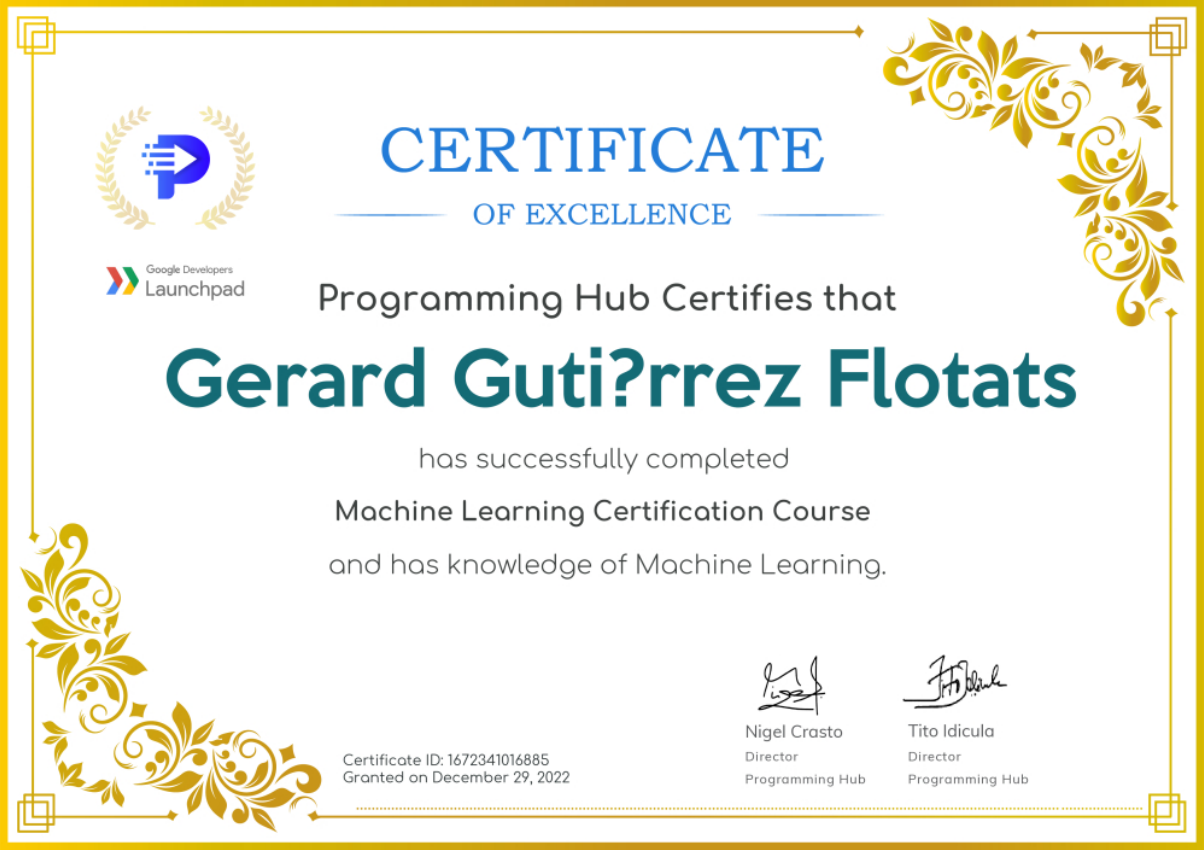 CERTIFICATE
OF EXCELLENCE
Google Developers
Launchpad
Programming Hub Certifies that
Gerard Guti?rrez Flotats
has successfully completed
Machine Learning Certification Course
and has knowledge of Machine Learning.
Nigel Crasto
Director
Programming Hub
Tito Idicula
Director
Programming Hub
Certificate ID: 1672341016885
Granted on December 29, 2022